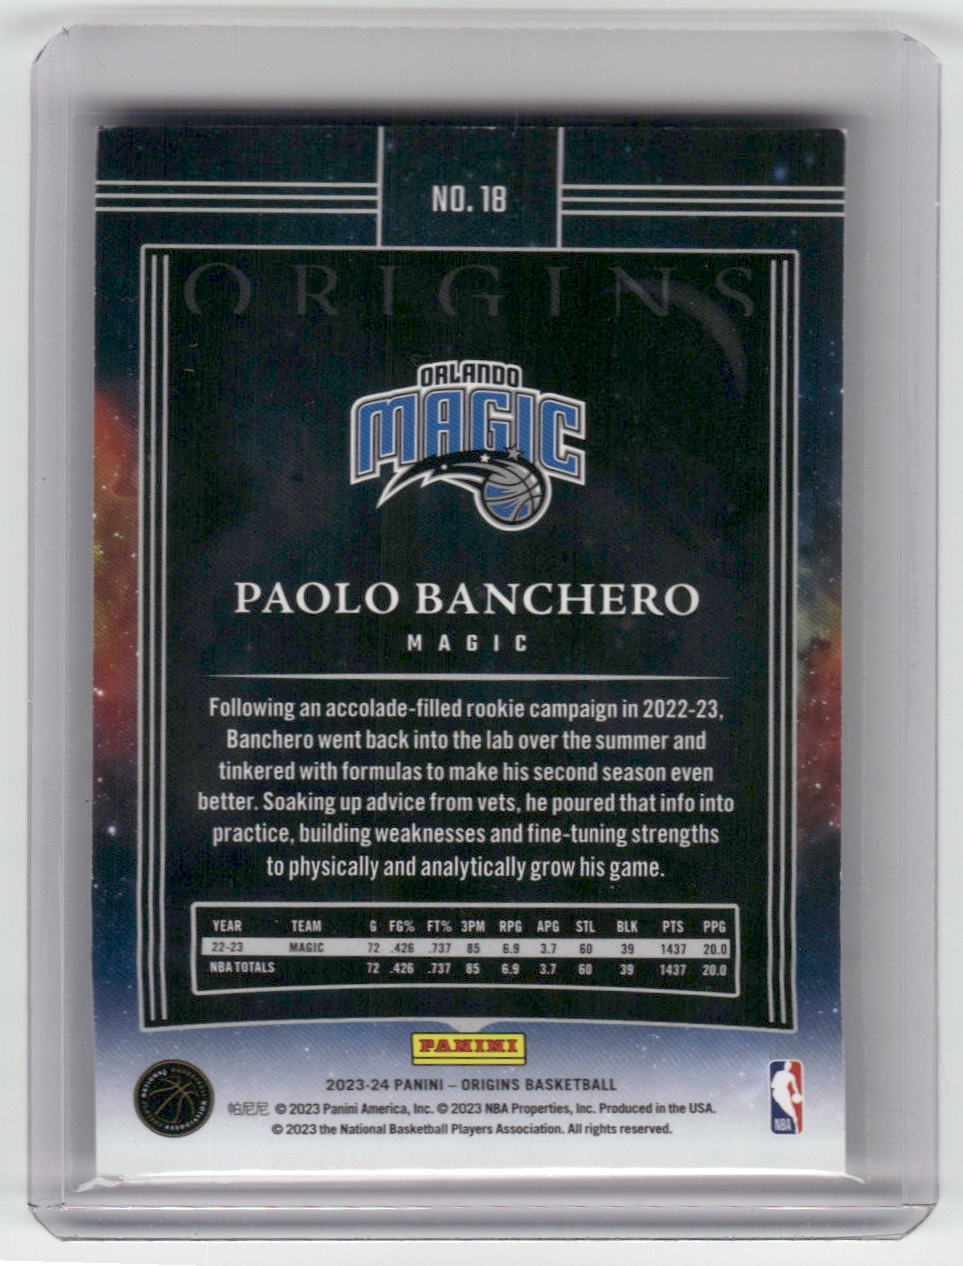 NO. 18
ORIGINS
ORLANDO
MAGIC
PAOLO BANCHERO
MAGIC
Following an accolade-filled rookie campaign in 2022-23,
Banchero went back into the lab over the summer and
tinkered with formulas to make his second season even
better. Soaking up advice from vets, he poured that info into
practice, building weaknesses and fine-tuning strengths
to physically and analytically grow his game.
YEAR TEAM G FG% FT% 3PM RPG APG STL BLK PTS PPG
22-23 MAGIC 72 .426 .737 85 6.9 3.7 60 39 1437 20.0
NBA TOTALS 72 .426 .737 85 6.9 3.7 60 39 1437 20.0
PANINI
2023-24 PANINI – ORIGINS BASKETBALL
帕尼尼 © 2023 Panini America, Inc. © 2023 NBA Properties, Inc. Produced in the USA.
© 2023 the National Basketball Players Association. All rights reserved.
NBA